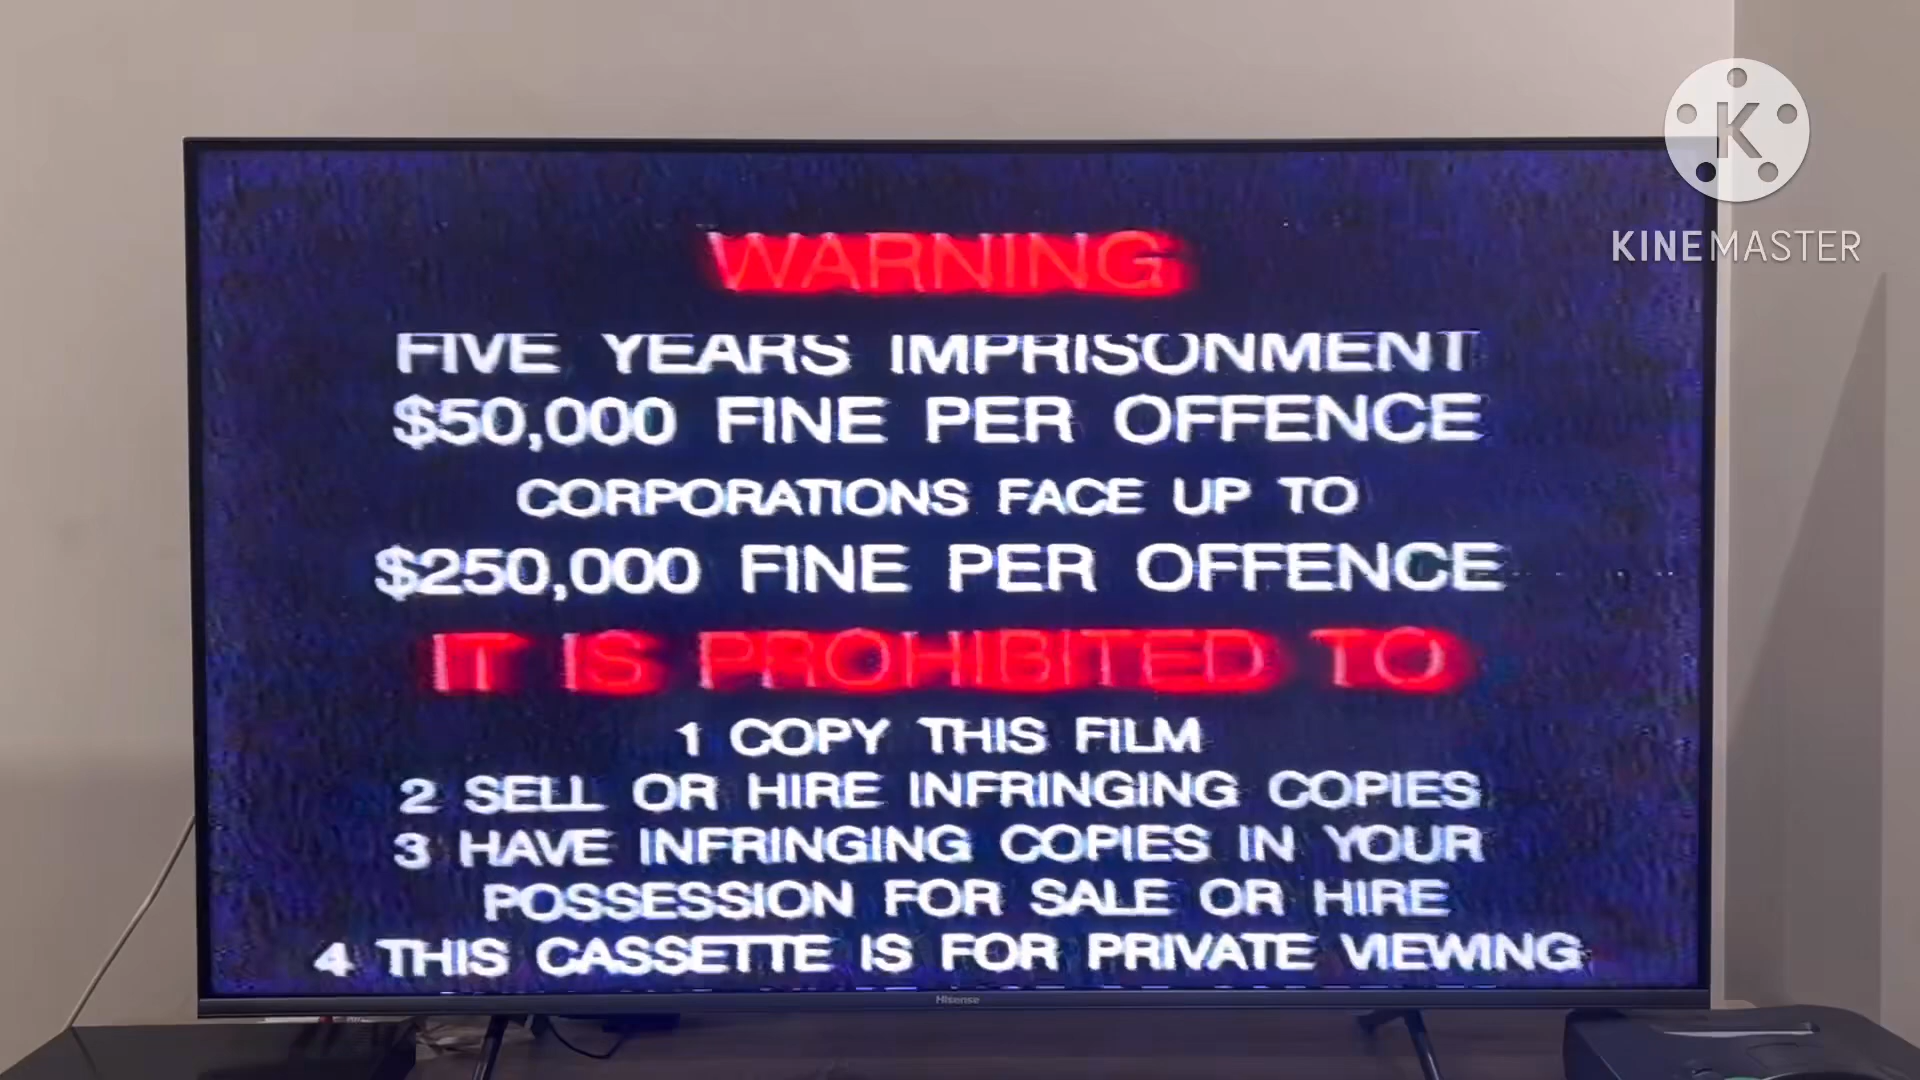 K
KINEMASTER
WARNING
FIVE YEARS IMPRISONMENT
$50,000 FINE PER OFFENCE
CORPORATIONS FACE UP TO
$250,000 FINE PER OFFENCE
IT IS PROHIBITED TO
1 COPY THIS FILM
2 SELL OR HIRE INFRINGING COPIES
3 HAVE INFRINGING COPIES IN YOUR
POSSESSION FOR SALE OR HIRE
4 THIS CASSETTE IS FOR PRIVATE VIEWING
Hisense